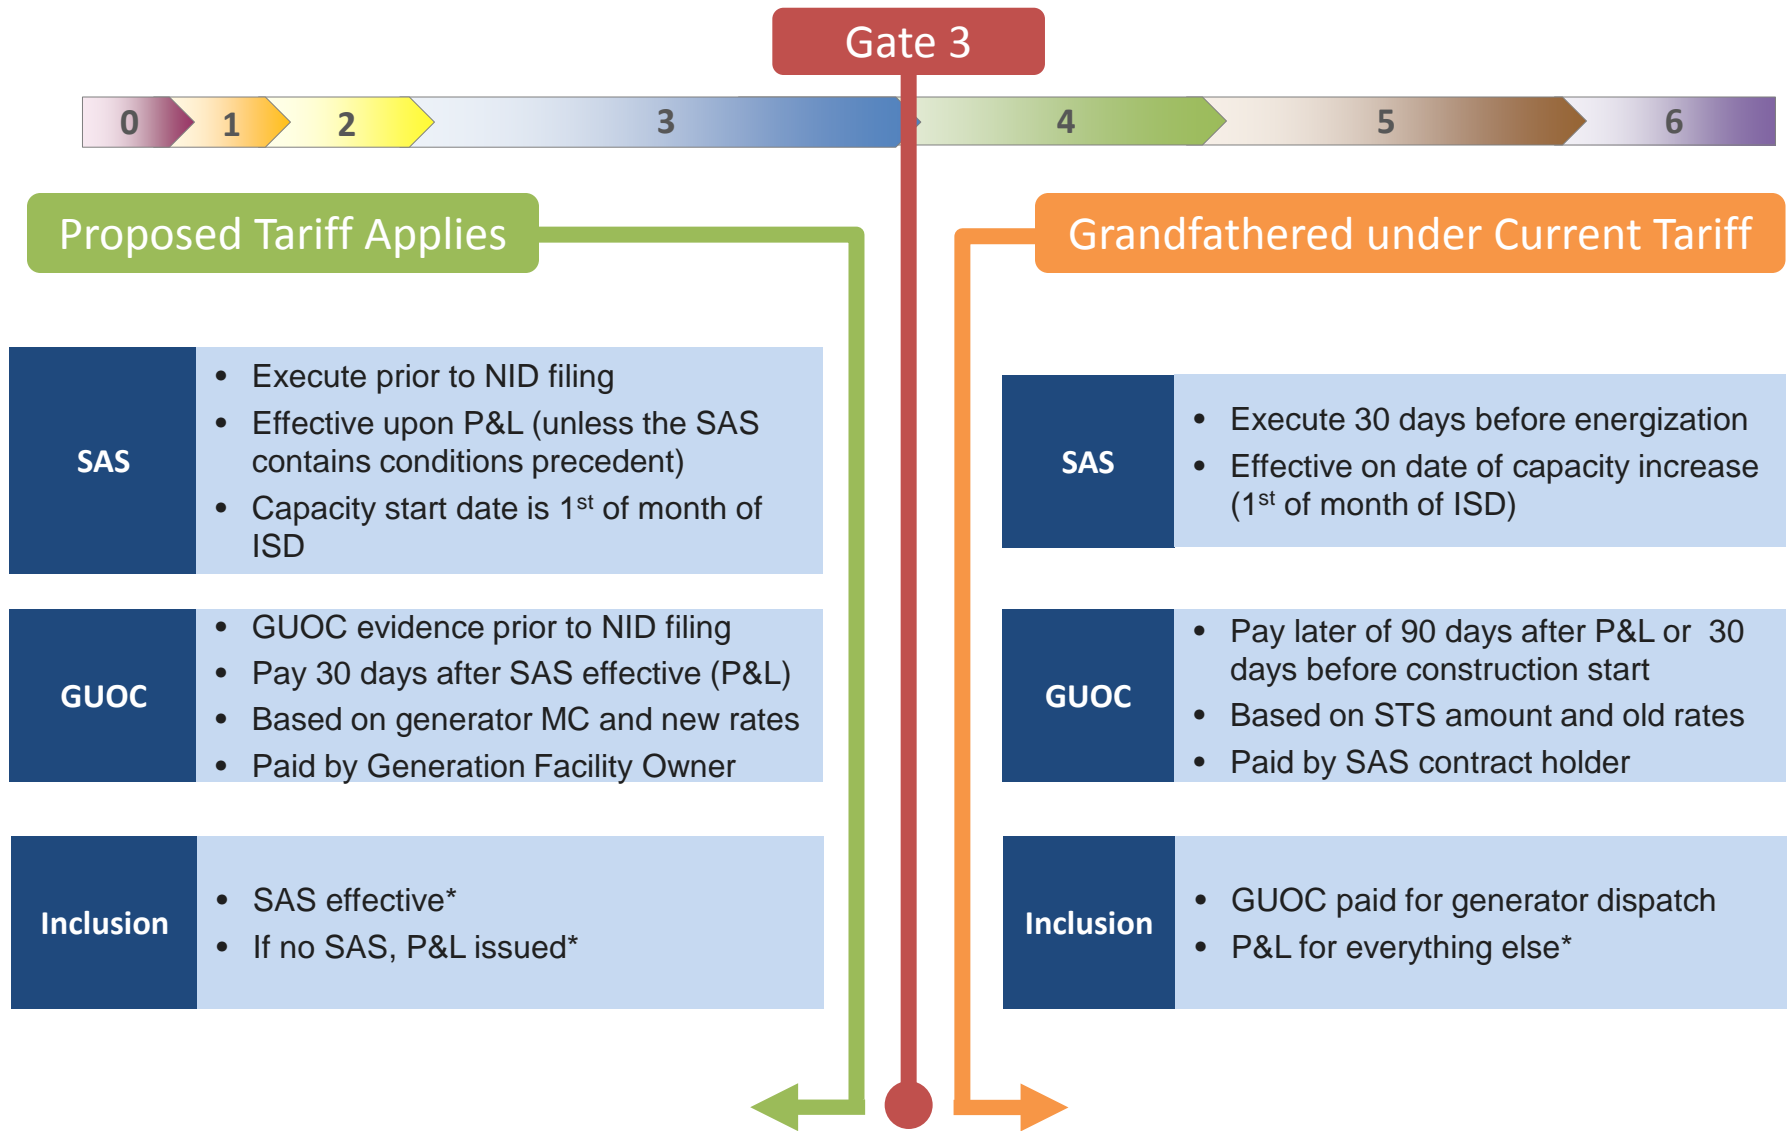 Gate 3
0 1 2 3 4 5 6
Proposed Tariff Applies
SAS
• Execute prior to NID filing
• Effective upon P&L (unless the SAS
contains conditions precedent)
• Capacity start date is 1st of month of
ISD
GUOC
• GUOC evidence prior to NID filing
• Pay 30 days after SAS effective (P&L)
• Based on generator MC and new rates
• Paid by Generation Facility Owner
Inclusion
• SAS effective*
• If no SAS, P&L issued*
Grandfathered under Current Tariff
SAS
• Execute 30 days before energization
• Effective on date of capacity increase
(1st of month of ISD)
GUOC
• Pay later of 90 days after P&L or 30
days before construction start
• Based on STS amount and old rates
• Paid by SAS contract holder
Inclusion
• GUOC paid for generator dispatch
• P&L for everything else*